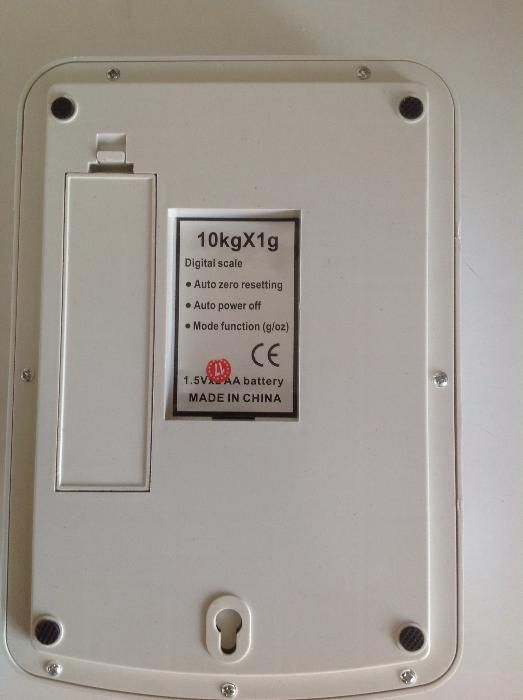 10kgX1g
Digital scale
● Auto zero resetting
● Auto power off
● Mode function (g/oz)
CE
1.5VX AA battery
MADE IN CHINA